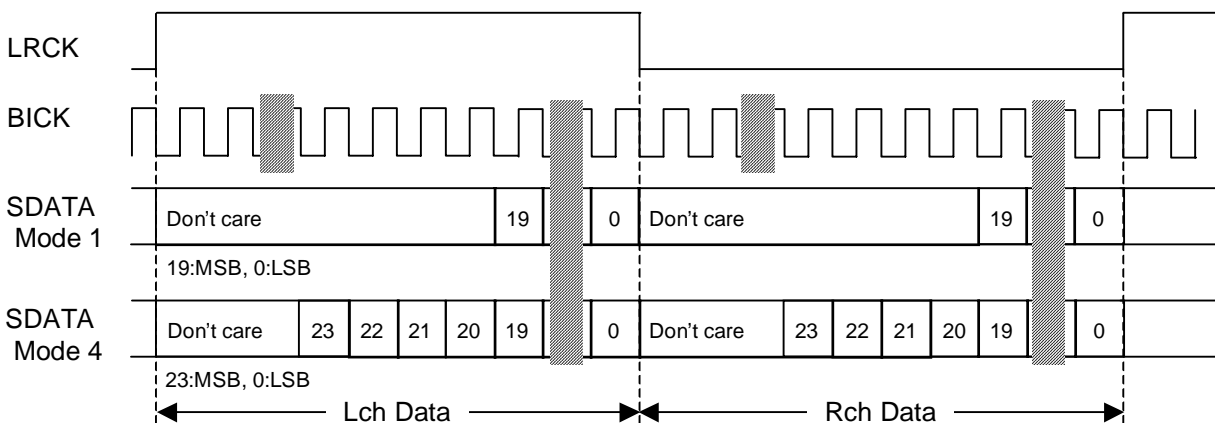 LRCK
BICK
SDATA
Mode 1
Don't care 19 0 Don't care 19 0
19:MSB, 0:LSB
SDATA
Mode 4
Don't care 23 22 21 20 19 0 Don't care 23 22 21 20 19 0
23:MSB, 0:LSB
Lch Data Rch Data